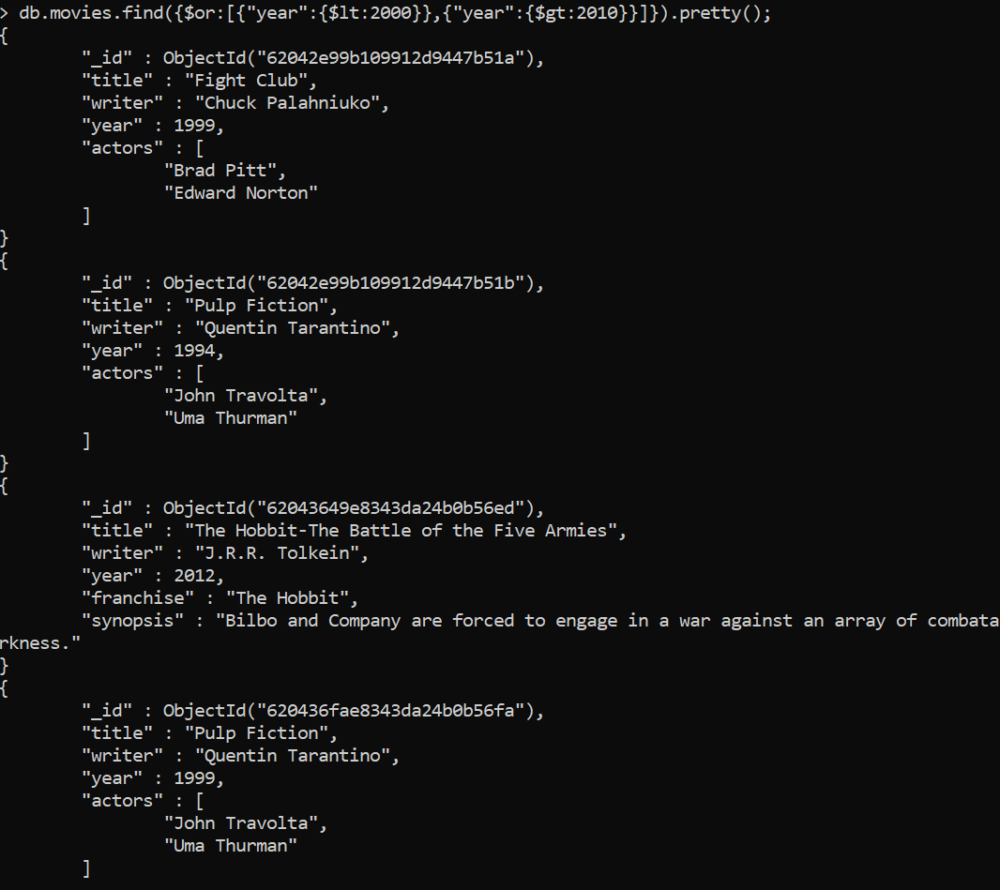 > db.movies.find({$or:[{"year":{$lt:2000}},{"year":{$gt:2010}}]}).pretty();
{
        "_id" : ObjectId("62042e99b109912d9447b51a"),
        "title" : "Fight Club",
        "writer" : "Chuck Palahniuko",
        "year" : 1999,
        "actors" : [
                "Brad Pitt",
                "Edward Norton"
        ]
}
{
        "_id" : ObjectId("62042e99b109912d9447b51b"),
        "title" : "Pulp Fiction",
        "writer" : "Quentin Tarantino",
        "year" : 1994,
        "actors" : [
                "John Travolta",
                "Uma Thurman"
        ]
}
{
        "_id" : ObjectId("62043649e8343da24b0b56ed"),
        "title" : "The Hobbit-The Battle of the Five Armies",
        "writer" : "J.R.R. Tolkein",
        "year" : 2012,
        "franchise" : "The Hobbit",
        "synopsis" : "Bilbo and Company are forced to engage in a war against an array of combata
rkness."
}
{
        "_id" : ObjectId("620436fae8343da24b0b56fa"),
        "title" : "Pulp Fiction",
        "writer" : "Quentin Tarantino",
        "year" : 1999,
        "actors" : [
                "John Travolta",
                "Uma Thurman"
        ]